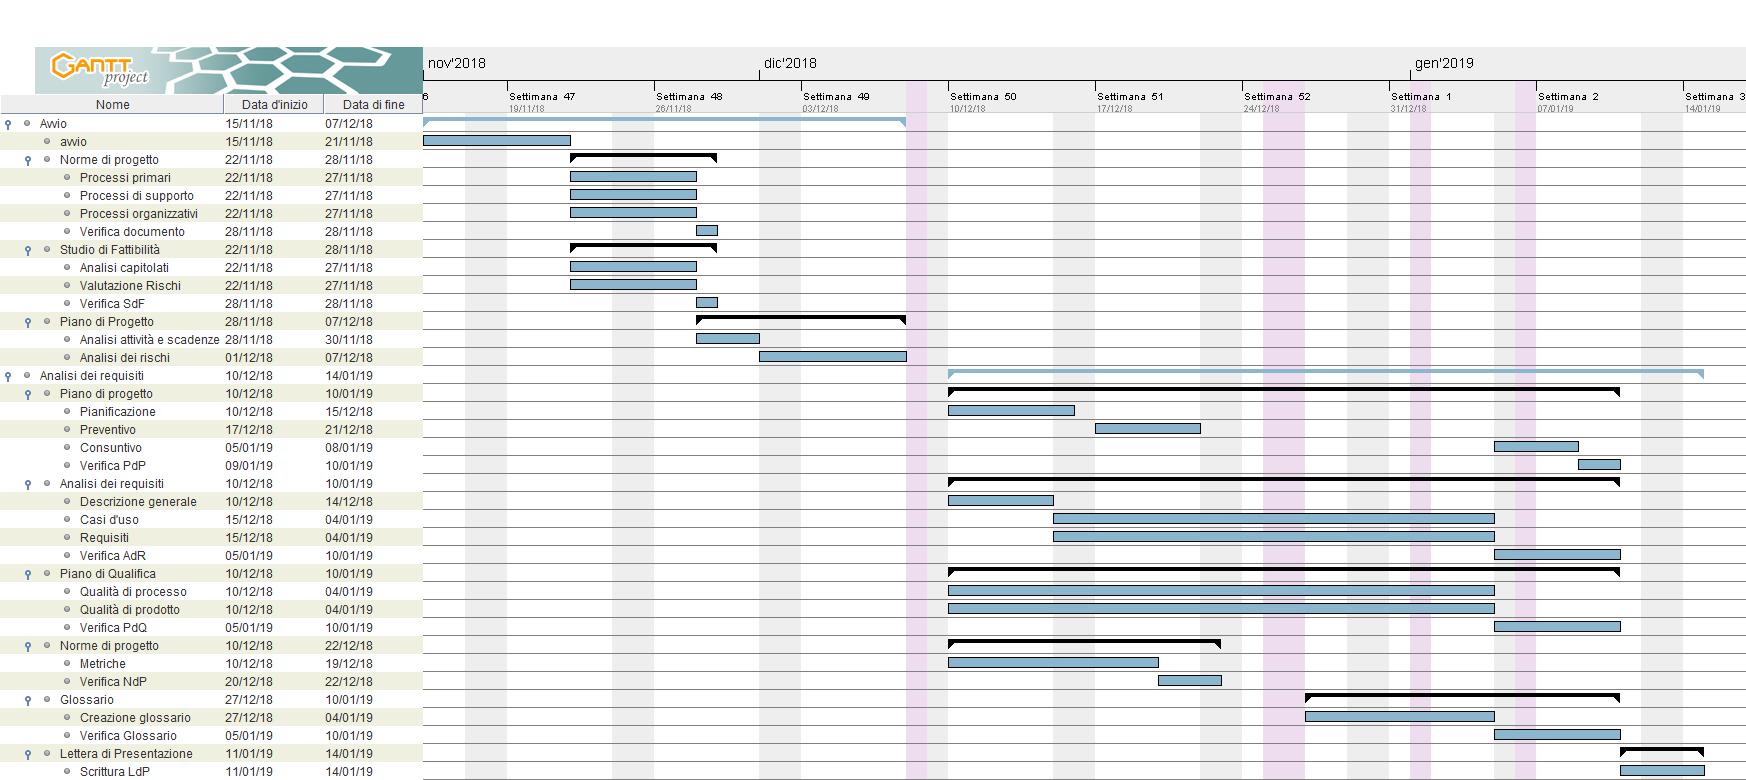 GANTT project
nov'2018 dic'2018 gen'2019
Nome Data d'inizio Data di fine
6 Settimana 47 Settimana 48 Settimana 49 Settimana 50 Settimana 51 Settimana 52 Settimana 1 Settimana 2 Settimana 3
19/11/18 26/11/18 03/12/18 10/12/18 17/12/18 24/12/18 31/12/18 07/01/19 14/01/19
Avvio 15/11/18 07/12/18
avvio 15/11/18 21/11/18
Norme di progetto 22/11/18 28/11/18
Processi primari 22/11/18 27/11/18
Processi di supporto 22/11/18 27/11/18
Processi organizzativi 22/11/18 27/11/18
Verifica documento 28/11/18 28/11/18
Studio di Fattibilità 22/11/18 28/11/18
Analisi capitolati 22/11/18 27/11/18
Valutazione Rischi 22/11/18 27/11/18
Verifica SdF 28/11/18 28/11/18
Piano di Progetto 28/11/18 07/12/18
Analisi attività e scadenze 28/11/18 30/11/18
Analisi dei rischi 01/12/18 07/12/18
Analisi dei requisiti 10/12/18 14/01/19
Piano di progetto 10/12/18 10/01/19
Pianificazione 10/12/18 15/12/18
Preventivo 17/12/18 21/12/18
Consuntivo 05/01/19 08/01/19
Verifica PdP 09/01/19 10/01/19
Analisi dei requisiti 10/12/18 10/01/19
Descrizione generale 10/12/18 14/12/18
Casi d'uso 15/12/18 04/01/19
Requisiti 15/12/18 04/01/19
Verifica AdR 05/01/19 10/01/19
Piano di Qualifica 10/12/18 10/01/19
Qualità di processo 10/12/18 04/01/19
Qualità di prodotto 10/12/18 04/01/19
Verifica PdQ 05/01/19 10/01/19
Norme di progetto 10/12/18 22/12/18
Metriche 10/12/18 19/12/18
Verifica NdP 20/12/18 22/12/18
Glossario 27/12/18 10/01/19
Creazione glossario 27/12/18 04/01/19
Verifica Glossario 05/01/19 10/01/19
Lettera di Presentazione 11/01/19 14/01/19
Scrittura LdP 11/01/19 14/01/19